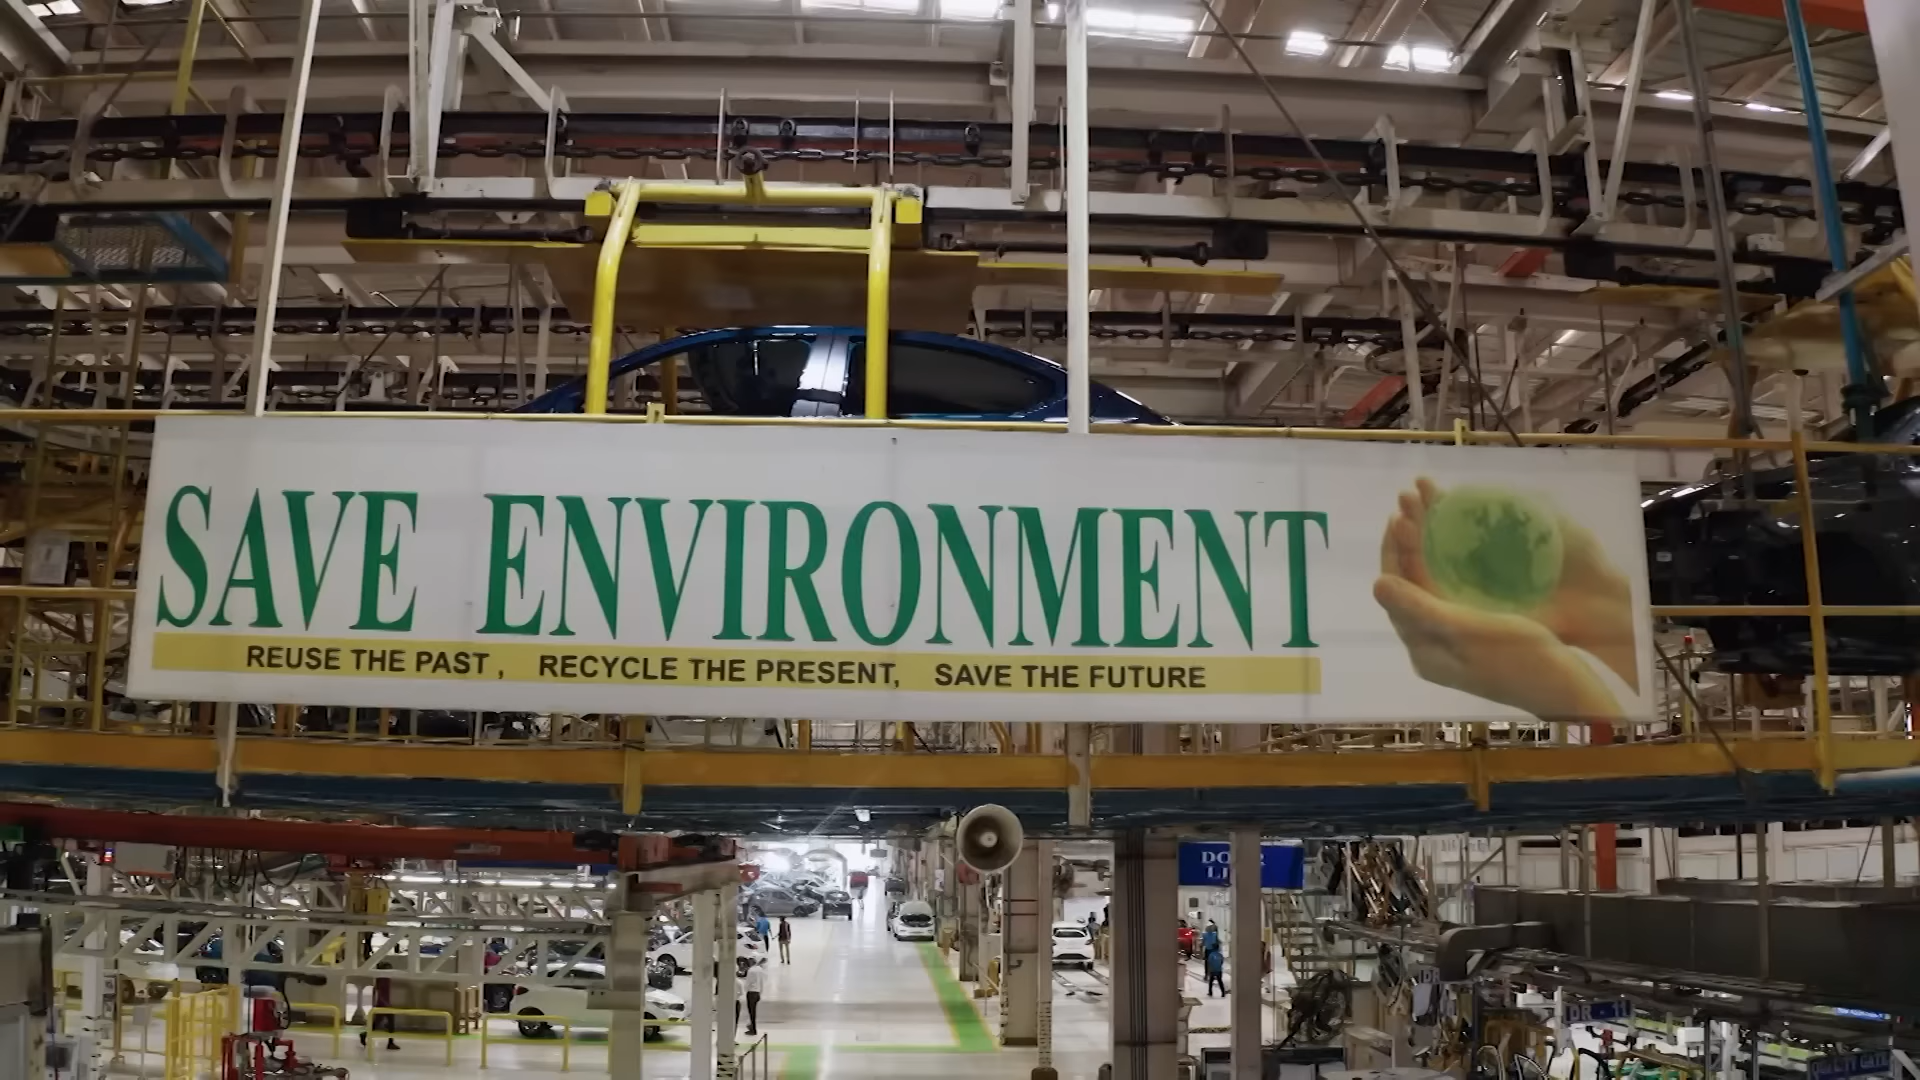 SAVE ENVIRONMENT
REUSE THE PAST , RECYCLE THE PRESENT, SAVE THE FUTURE